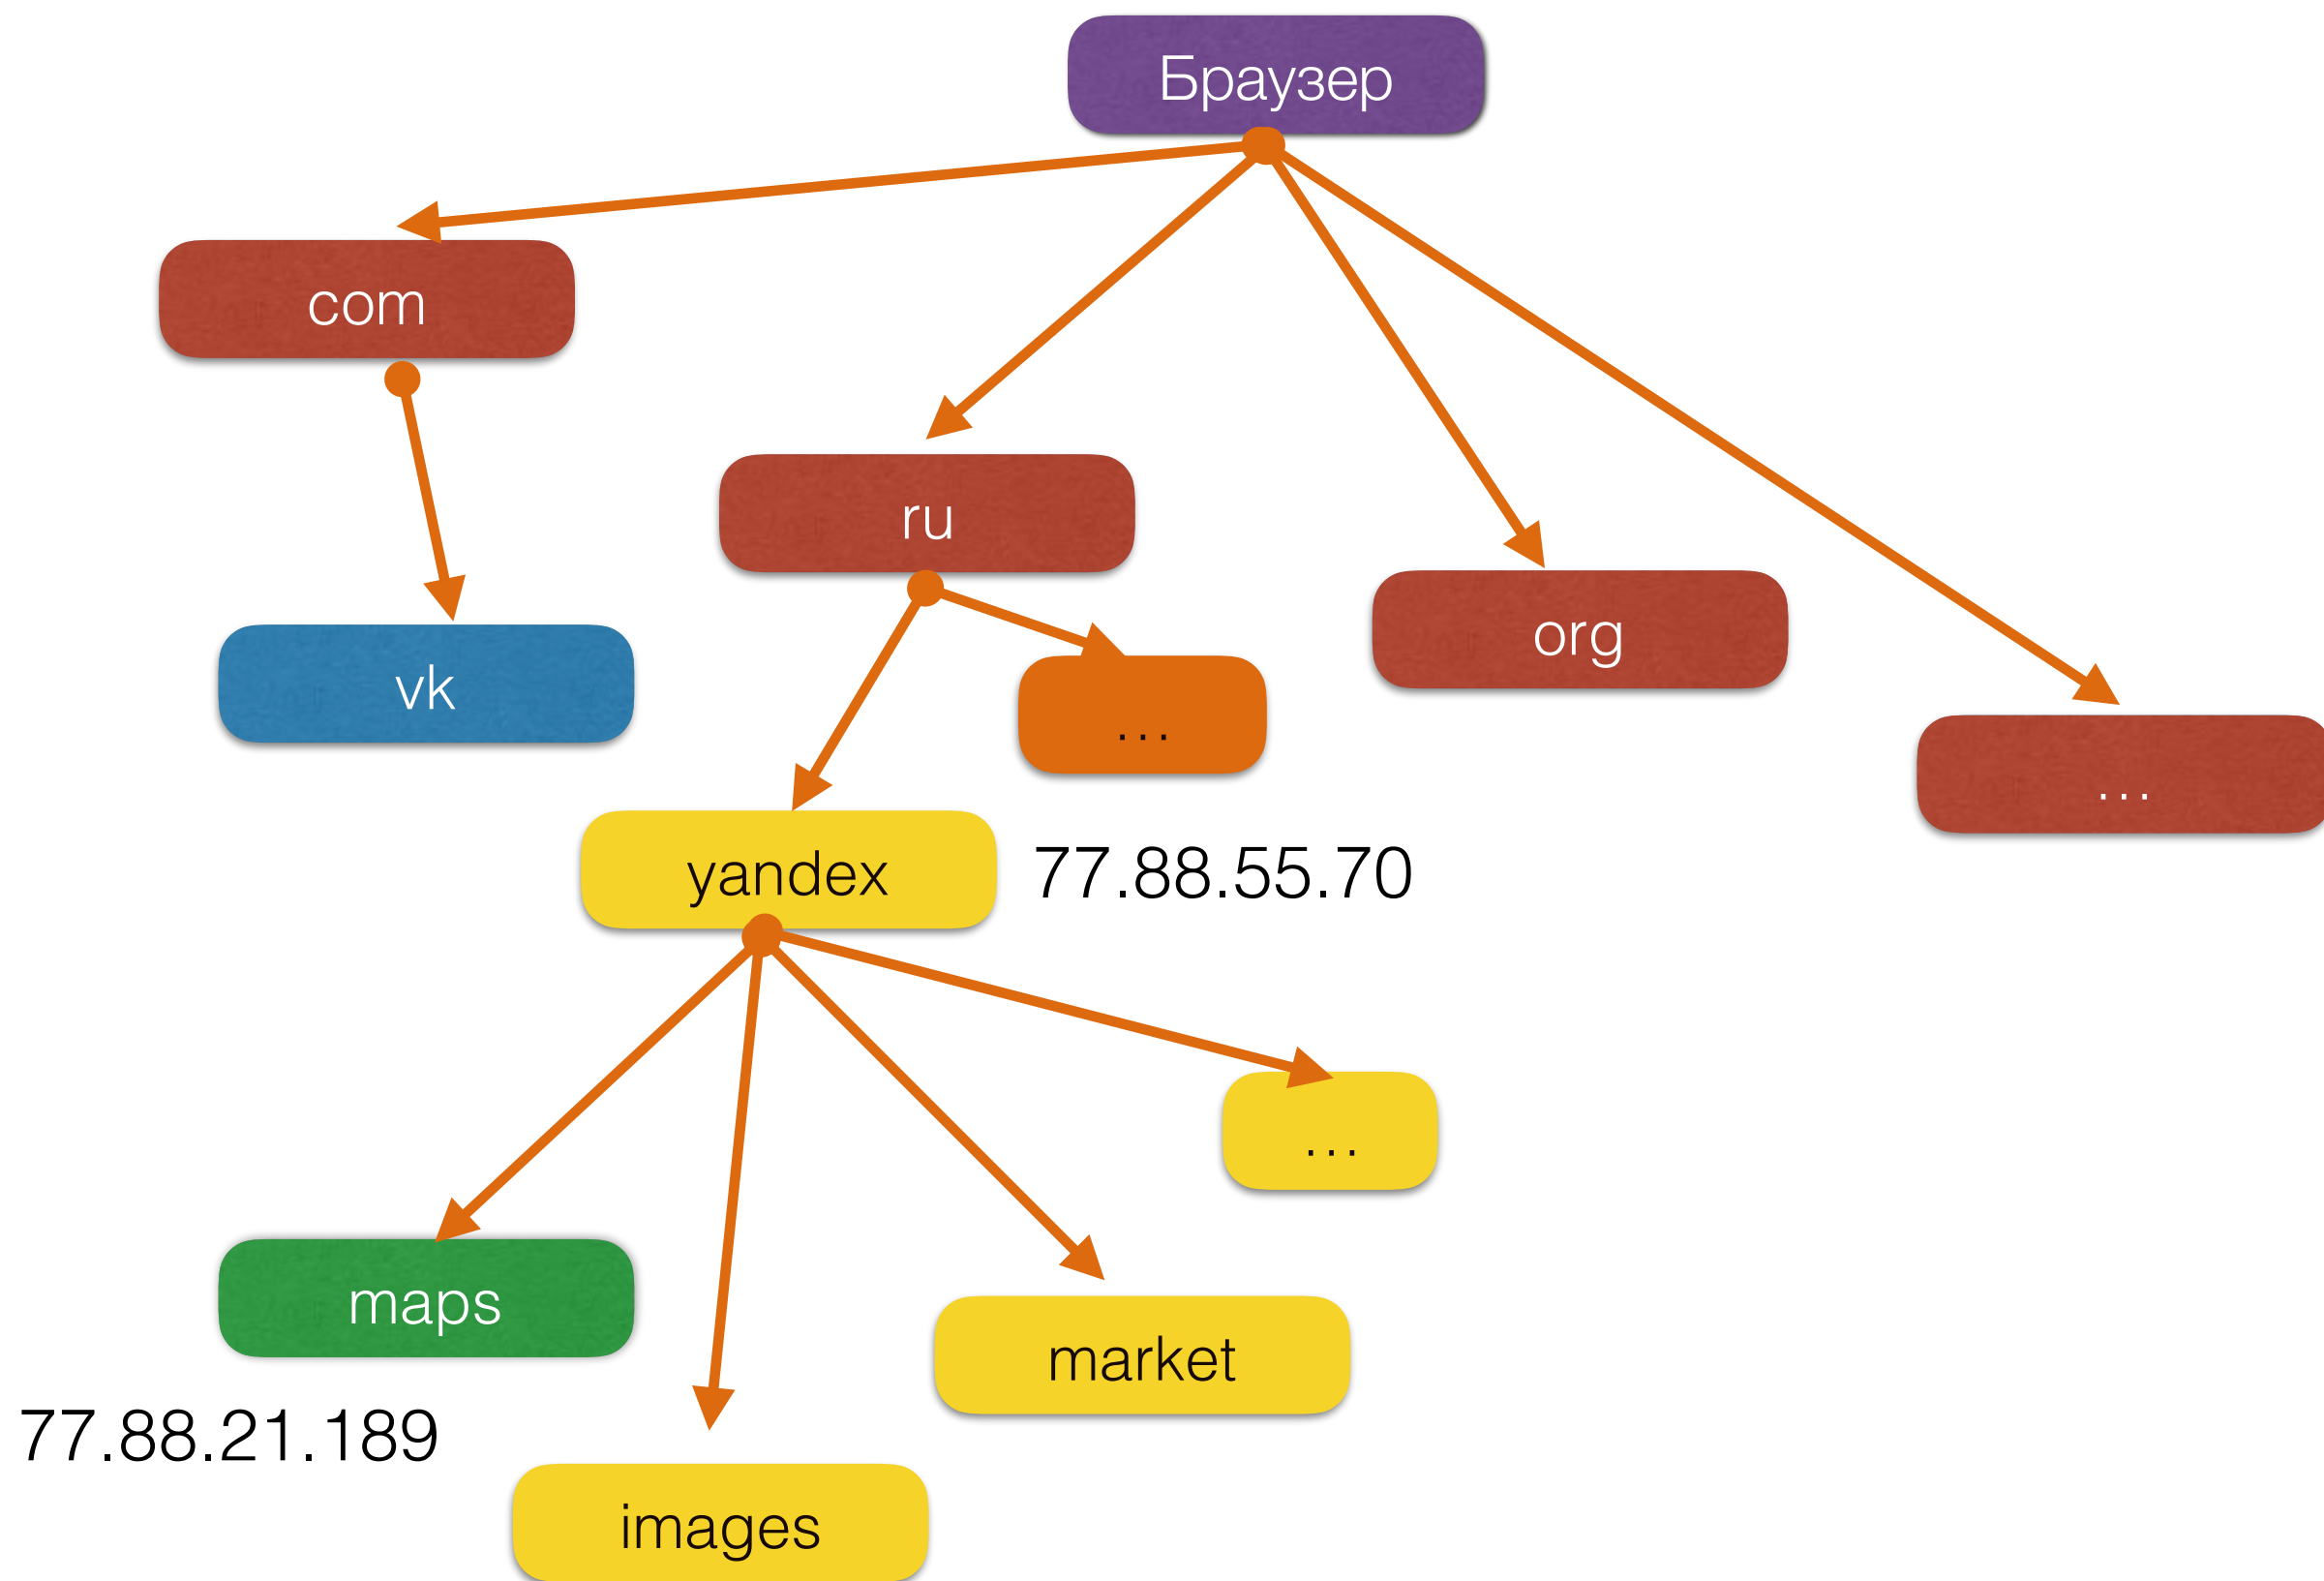 Браузер
com
ru
org
vk
...
...
yandex
77.88.55.70
...
maps
market
77.88.21.189
images